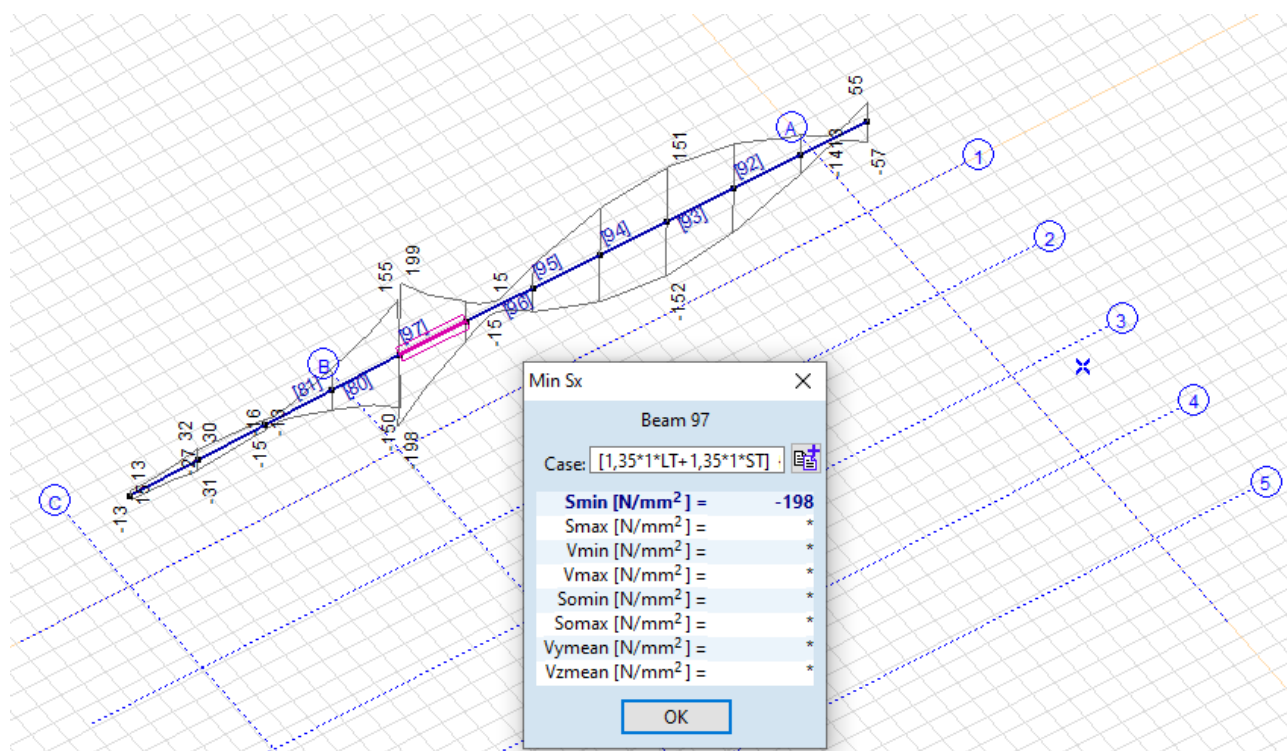 55
A
151
-1413
1
-57
[92]
2
[93]
[94]
199
155
15
[95]
[96]
-152
3
-15
[97]
B
[80]
[81]
4
16
-13
32
30
-150
-198
-15
-27
13
-31
5
C
-13
Min Sx
Beam 97
Case: [1,35*1*LT+1,35*1*ST]
Smin [N/mm²] = -198
Smax [N/mm²] = *
Vmin [N/mm²] = *
Vmax [N/mm²] = *
Somin [N/mm²] = *
Somax [N/mm²] = *
Vymean [N/mm²] = *
Vzmean [N/mm²] = *
OK